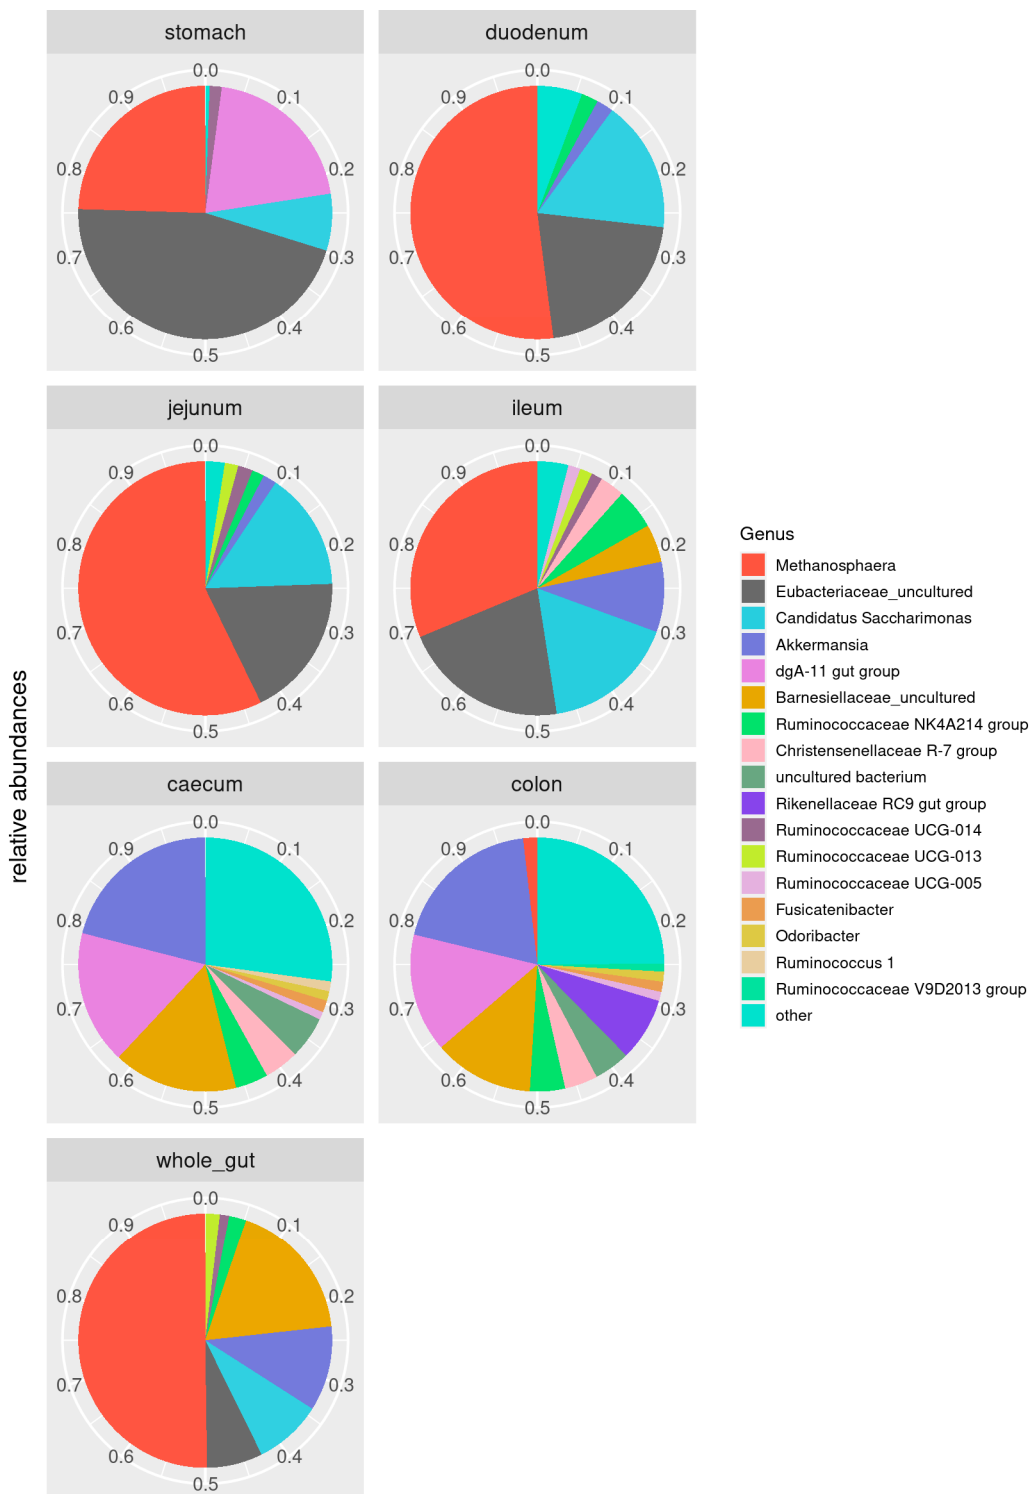 stomach
0.0
0.1
0.2
0.3
0.4
0.5
0.6
0.7
0.8
0.9
duodenum
0.0
0.1
0.2
0.3
0.4
0.5
0.6
0.7
0.8
0.9
jejunum
0.0
0.1
0.2
0.3
0.4
0.5
0.6
0.7
0.8
0.9
ileum
0.0
0.1
0.2
0.3
0.4
0.5
0.6
0.7
0.8
0.9
caecum
0.0
0.1
0.2
0.3
0.4
0.5
0.6
0.7
0.8
0.9
colon
0.0
0.1
0.2
0.3
0.4
0.5
0.6
0.7
0.8
0.9
whole_gut
0.0
0.1
0.2
0.3
0.4
0.5
0.6
0.7
0.8
0.9
relative abundances
Genus
Methanosphaera
Eubacteriaceae_uncultured
Candidatus Saccharimonas
Akkermansia
dgA-11 gut group
Barnesiellaceae_uncultured
Ruminococcaceae NK4A214 group
Christensenellaceae R-7 group
uncultured bacterium
Rikenellaceae RC9 gut group
Ruminococcaceae UCG-014
Ruminococcaceae UCG-013
Ruminococcaceae UCG-005
Fusicatenibacter
Odoribacter
Ruminococcus 1
Ruminococcaceae V9D2013 group
other